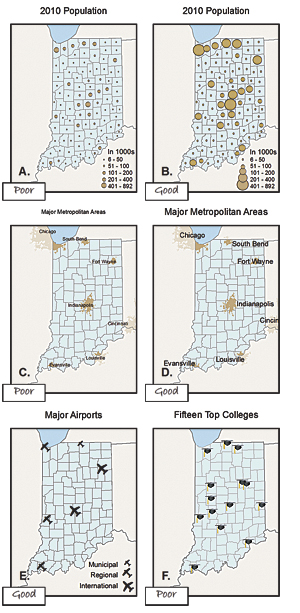 2010 Population
2010 Population
In 1000s
6 - 50
51 - 100
101 - 200
201 - 400
401 - 892
A.
Poor
In 1000s
6 - 50
51 - 100
101 - 200
201 - 400
401 - 892
B.
Good
Major Metropolitan Areas
Major Metropolitan Areas
Chicago
South Bend
Fort Wayne
Indianapolis
Cincinnati
Evansville
Louisville
C.
Poor
Chicago
South Bend
Fort Wayne
Indianapolis
Cincin
Evansville
Louisville
D.
Good
Major Airports
Fifteen Top Colleges
Municipal
Regional
International
E.
Good
F.
Poor